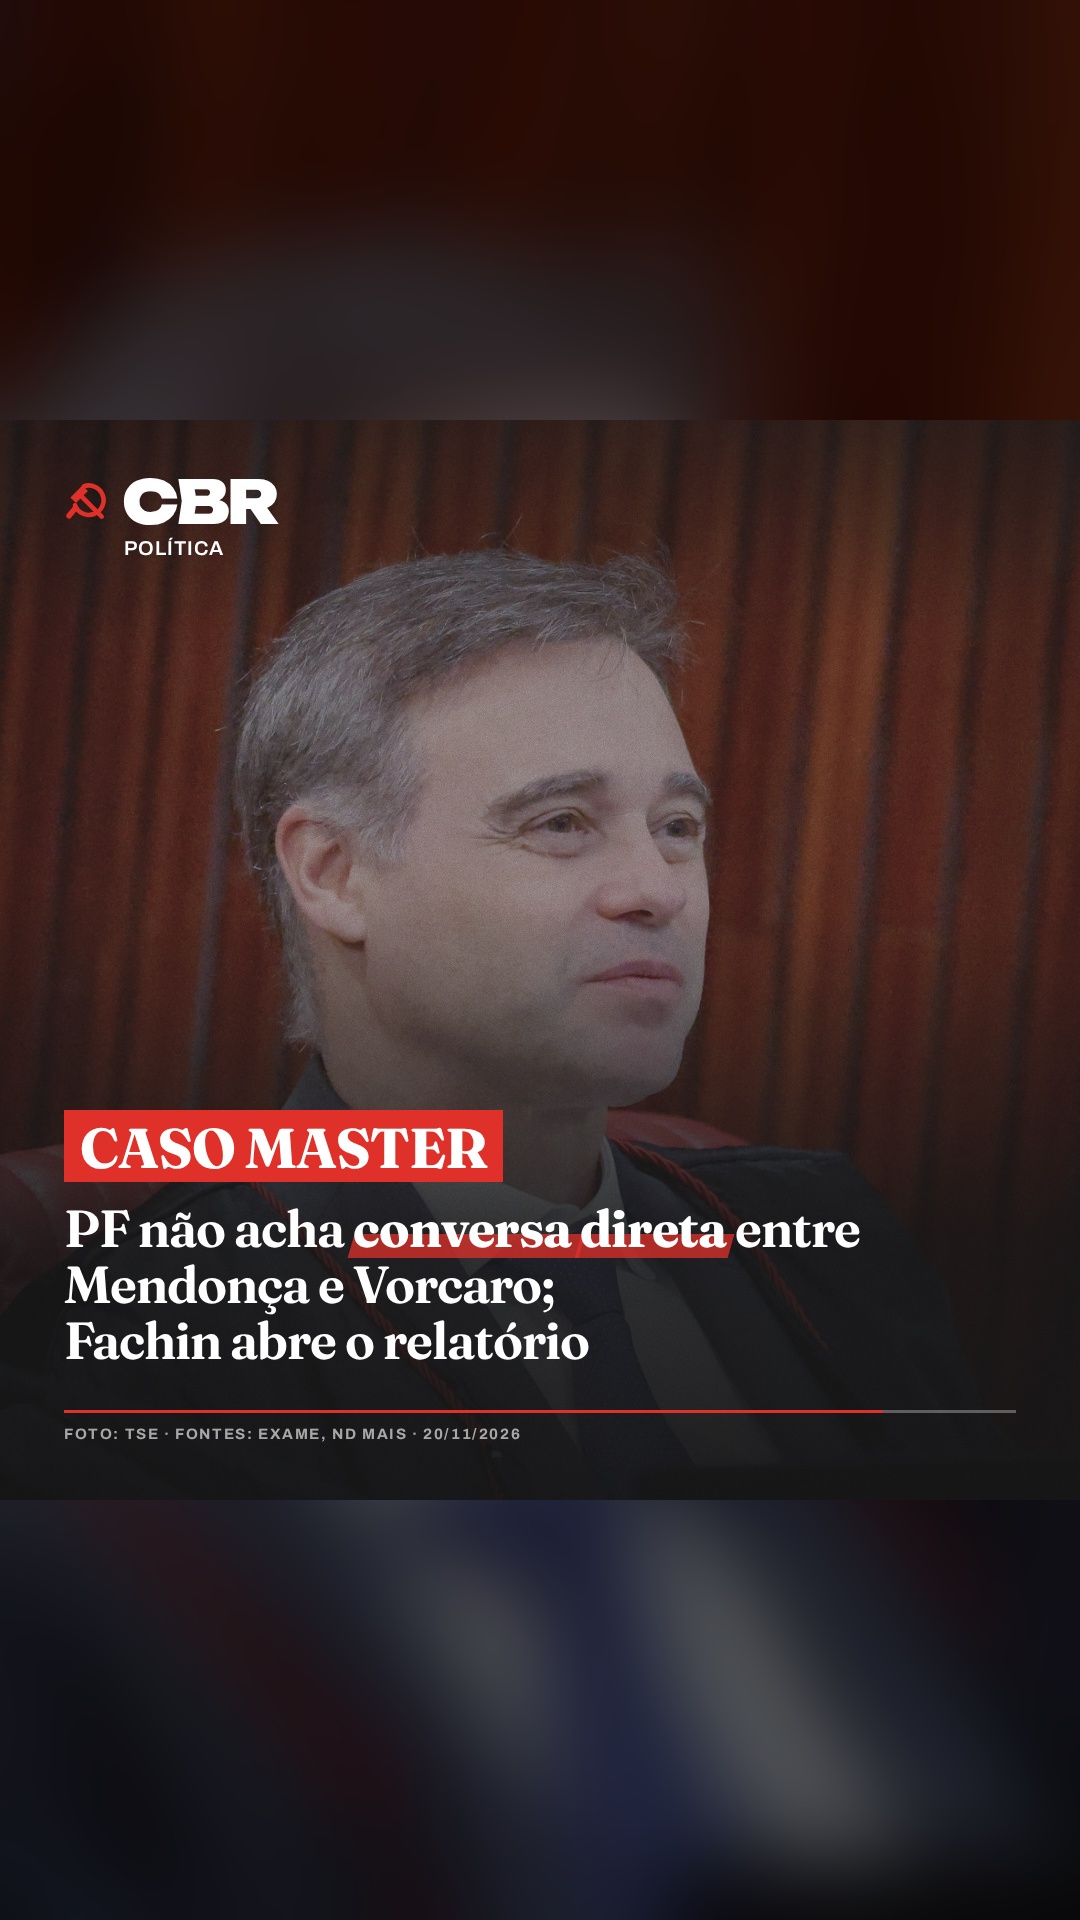 CBR
POLÍTICA
CASO MASTER
PF não acha conversa direta entre
Mendonça e Vorcaro;
Fachin abre o relatório
FOTO: TSE · FONTES: EXAME, ND MAIS · 20/11/2026